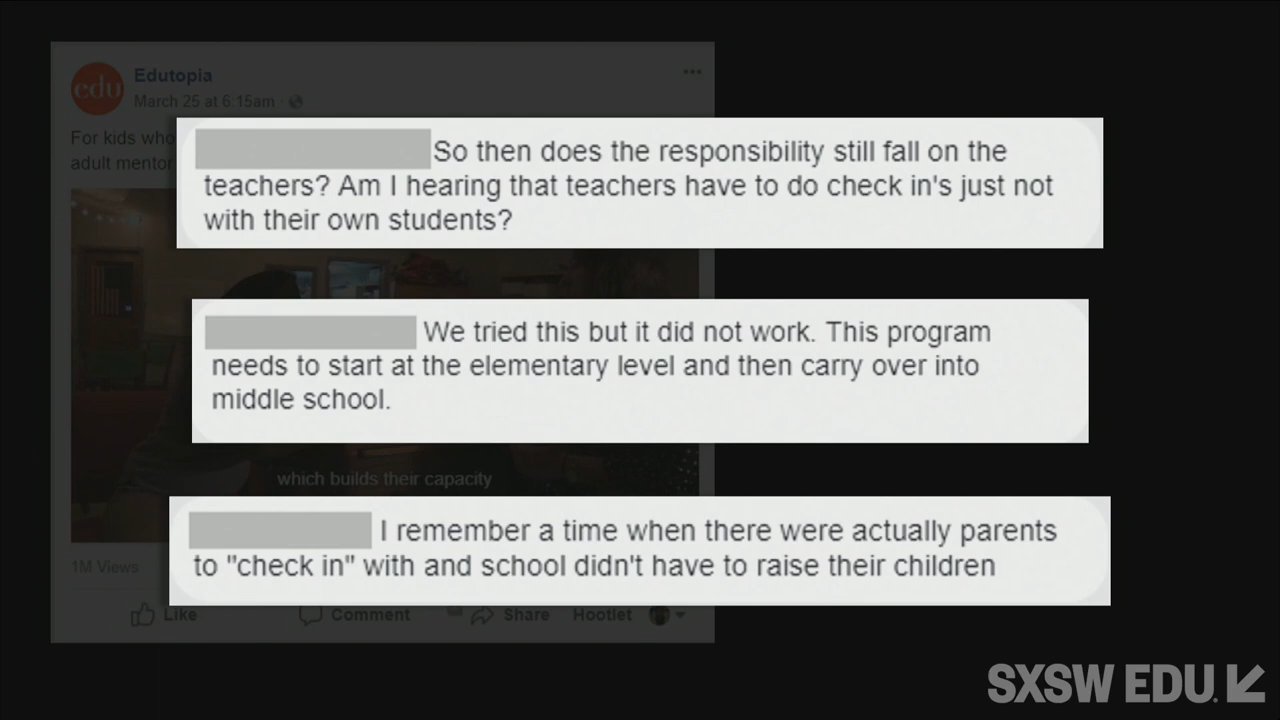 edu
Edutopia
March 25 at 6:15am
For kids who
adult mentor
So then does the responsibility still fall on the
teachers? Am I hearing that teachers have to do check in's just not
with their own students?
We tried this but it did not work. This program
needs to start at the elementary level and then carry over into
middle school.
which builds their capacity
I remember a time when there were actually parents
to "check in" with and school didn't have to raise their children
1M Views
Like Comment Share Hootlet
SXSW EDU.